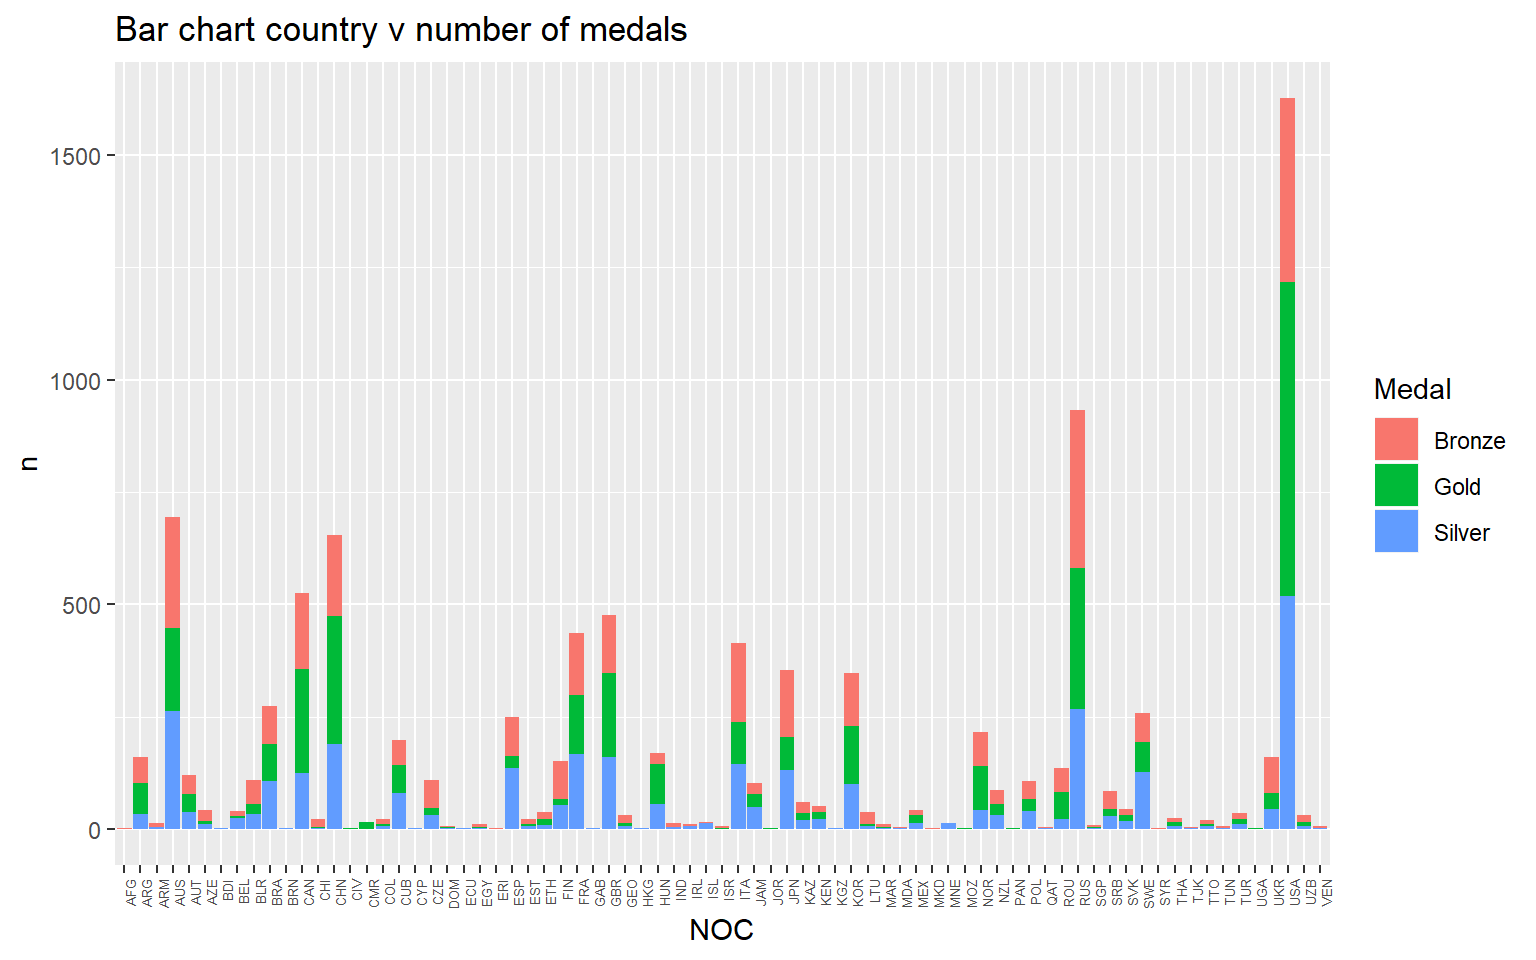 Bar chart country v number of medals
1500
1000
500
0
n
AFG ARG ARM AUS AUT AZE BDI BEL BLR BRA BRN CAN CHI CHN CIV CMR COL CUB CYP CZE DOM ECU EGY ERI ESP EST ETH FIN FRA GAB GBR GEO HKG HUN IND IRL ISL ISR ITA JAM JOR JPN KAZ KEN KGZ KOR LTU MAR MDA MEX MKD MNE MOZ NOR NZL PAN POL QAT ROU RUS SGP SRB SVK SWE SYR THA TJK TTO TUN TUR UGA UKR USA UZB VEN
NOC
Medal
Bronze
Gold
Silver